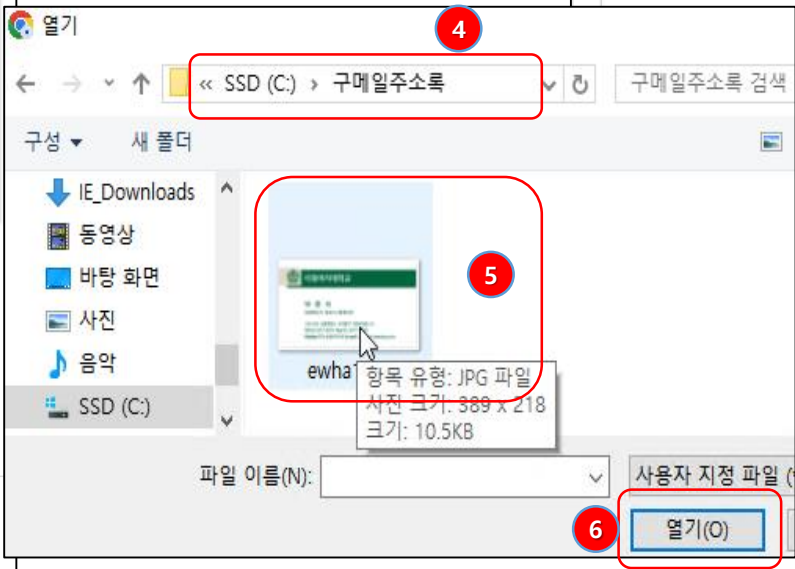 열기
4
« SSD (C:) › 구메일주소록
구메일주소록 검색
구성 새 폴더
IE_Downloads
동영상
바탕 화면
사진
음악
SSD (C:)
5
ewha
항목 유형: JPG 파일
사진 크기: 389 x 218
크기: 10.5KB
파일 이름(N):
사용자 지정 파일 (
6
열기(O)